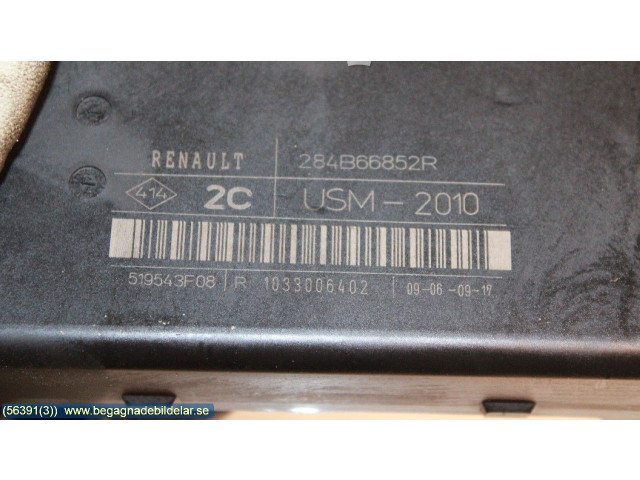 RENAULT 284B66852R
414 2C USM-2010
519543F08 R 1033006402 09-06-09-17
(56391(3)) www.begagnadebildelar.se